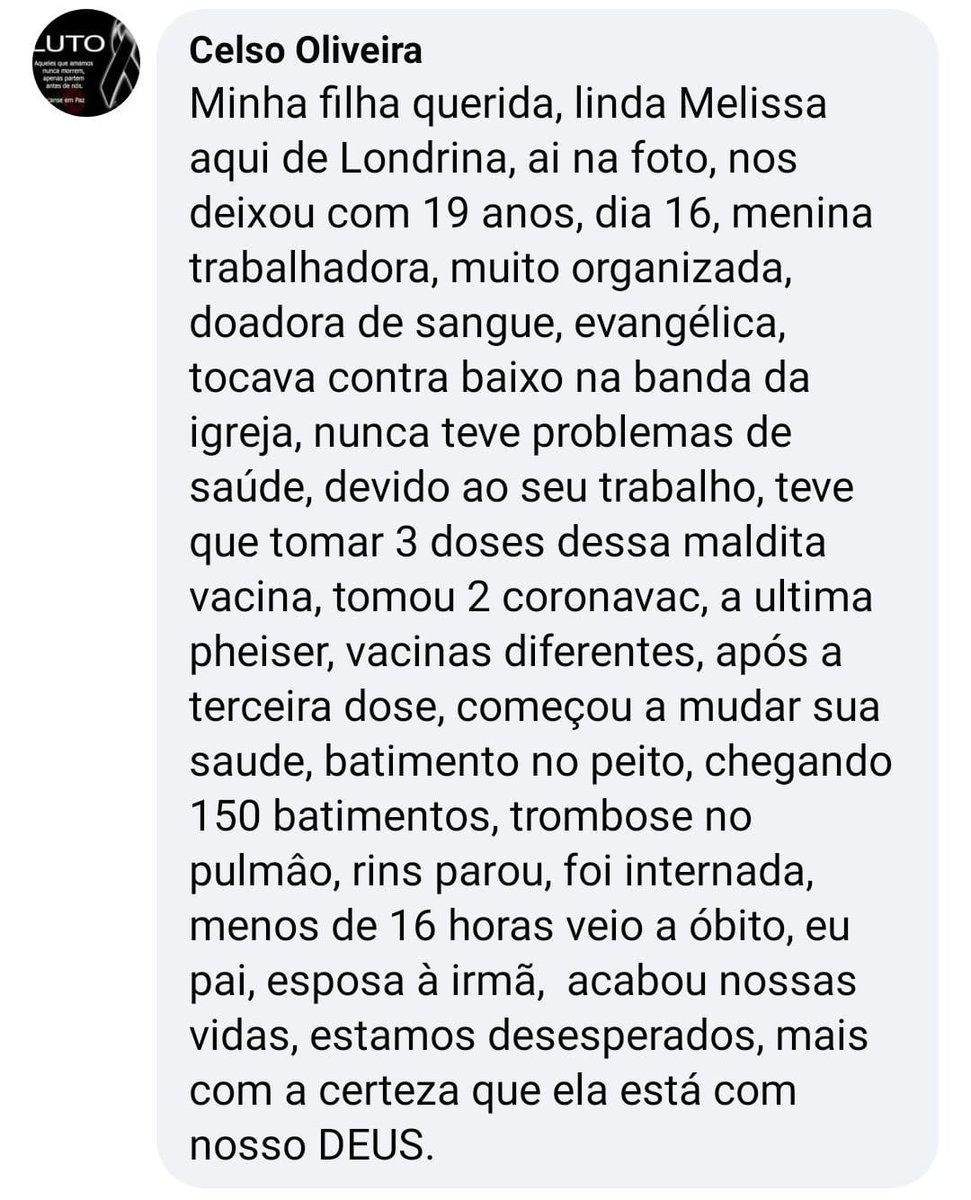 LUTO
Aqueles que amamos
nunca morrem,
apenas partem
antes de nós.
em Paz
Celso Oliveira
Minha filha querida, linda Melissa
aqui de Londrina, ai na foto, nos
deixou com 19 anos, dia 16, menina
trabalhadora, muito organizada,
doadora de sangue, evangélica,
tocava contra baixo na banda da
igreja, nunca teve problemas de
saúde, devido ao seu trabalho, teve
que tomar 3 doses dessa maldita
vacina, tomou 2 coronavac, a ultima
pheiser, vacinas diferentes, após a
terceira dose, começou a mudar sua
saude, batimento no peito, chegando
150 batimentos, trombose no
pulmâo, rins parou, foi internada,
menos de 16 horas veio a óbito, eu
pai, esposa à irmã,  acabou nossas
vidas, estamos desesperados, mais
com a certeza que ela está com
nosso DEUS.